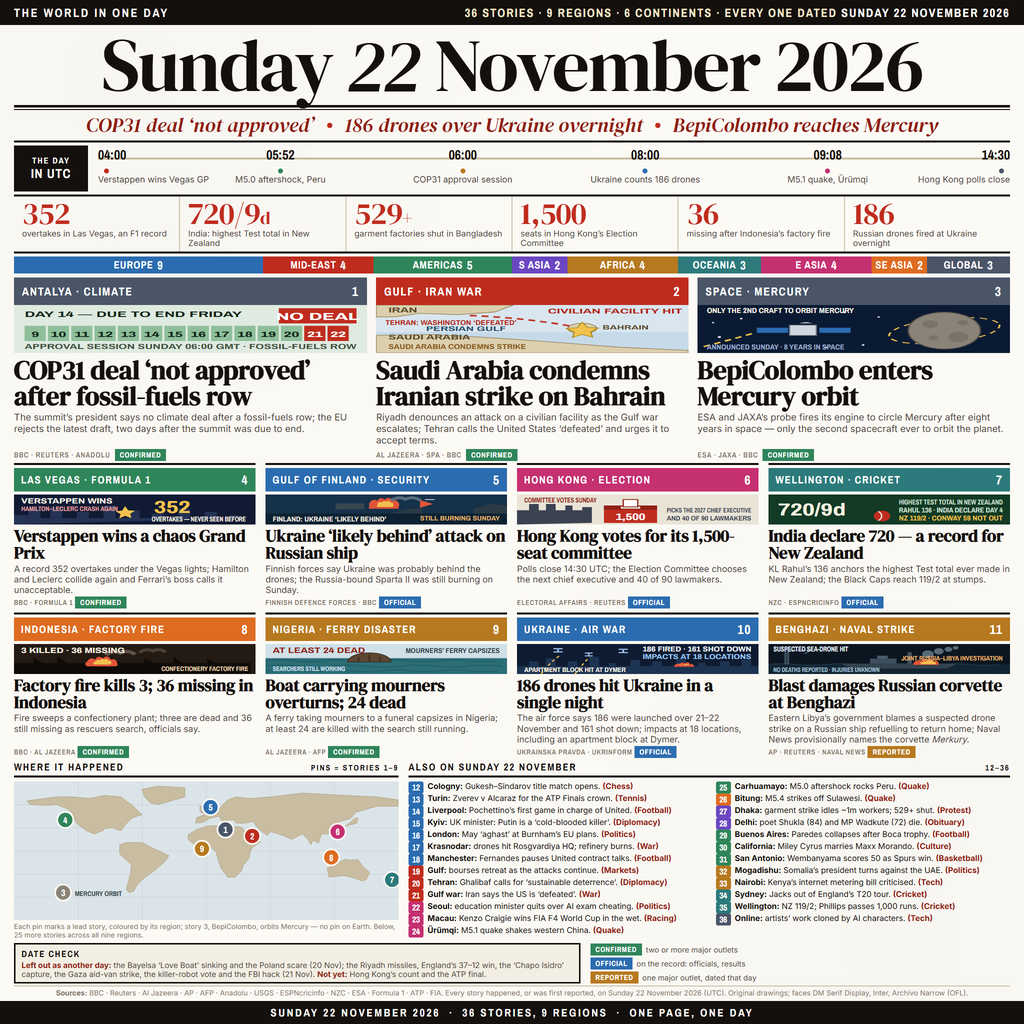 THE WORLD IN ONE DAY
36 STORIES · 9 REGIONS · 6 CONTINENTS · EVERY ONE DATED SUNDAY 22 NOVEMBER 2026
Sunday 22 November 2026
COP31 deal ‘not approved’ • 186 drones over Ukraine overnight • BepiColombo reaches Mercury
THE DAY
IN UTC
04:00
Verstappen wins Vegas GP
05:52
M5.0 aftershock, Peru
06:00
COP31 approval session
08:00
Ukraine counts 186 drones
09:08
M5.1 quake, Ürümqi
14:30
Hong Kong polls close
352
overtakes in Las Vegas, an F1 record
720/9d
India: highest Test total in New
Zealand
529+
garment factories shut in Bangladesh
1,500
seats in Hong Kong’s Election
Committee
36
missing after Indonesia’s factory fire
186
Russian drones fired at Ukraine
overnight
EUROPE 9
MID-EAST 4
AMERICAS 5
S ASIA 2
AFRICA 4
OCEANIA 3
E ASIA 4
SE ASIA 2
GLOBAL 3
ANTALYA · CLIMATE 1
DAY 14 — DUE TO END FRIDAY
NO DEAL
9 10 11 12 13 14 15 16 17 18 19 20 21 22
APPROVAL SESSION SUNDAY 06:00 GMT · FOSSIL-FUELS ROW
COP31 deal ‘not approved’
after fossil-fuels row
The summit’s president says no climate deal after a fossil-fuels row; the EU
rejects the latest draft, two days after the summit was due to end.
BBC · REUTERS · ANADOLU CONFIRMED
GULF · IRAN WAR 2
IRAN
CIVILIAN FACILITY HIT
TEHRAN: WASHINGTON ‘DEFEATED’
PERSIAN GULF
BAHRAIN
SAUDI ARABIA
SAUDI ARABIA CONDEMNS STRIKE
Saudi Arabia condemns
Iranian strike on Bahrain
Riyadh denounces an attack on a civilian facility as the Gulf war
escalates; Tehran calls the United States ‘defeated’ and urges it to
accept terms.
AL JAZEERA · SPA · BBC CONFIRMED
SPACE · MERCURY 3
ONLY THE 2ND CRAFT TO ORBIT MERCURY
ANNOUNCED SUNDAY · 8 YEARS IN SPACE
BepiColombo enters
Mercury orbit
ESA and JAXA’s probe fires its engine to circle Mercury after eight
years in space — only the second spacecraft ever to orbit the planet.
ESA · JAXA · BBC CONFIRMED
LAS VEGAS · FORMULA 1 4
VERSTAPPEN WINS
HAMILTON–LECLERC CRASH AGAIN
352
OVERTAKES — NEVER SEEN BEFORE
Verstappen wins a chaos Grand
Prix
A record 352 overtakes under the Vegas lights; Hamilton
and Leclerc collide again and Ferrari’s boss calls it
unacceptable.
BBC · FORMULA 1 CONFIRMED
GULF OF FINLAND · SECURITY 5
FINLAND: UKRAINE ‘LIKELY BEHIND’
STILL BURNING SUNDAY
Ukraine ‘likely behind’ attack on
Russian ship
Finnish forces say Ukraine was probably behind the
drones; the Russia-bound Sparta II was still burning on
Sunday.
FINNISH DEFENCE FORCES · BBC OFFICIAL
HONG KONG · ELECTION 6
COMMITTEE VOTES SUNDAY
1,500
PICKS THE 2027 CHIEF EXECUTIVE
AND 40 OF 90 LAWMAKERS
Hong Kong votes for its 1,500-
seat committee
Polls close 14:30 UTC; the Election Committee chooses
the next chief executive and 40 of 90 lawmakers.
ELECTORAL AFFAIRS · REUTERS OFFICIAL
WELLINGTON · CRICKET 7
720/9d
HIGHEST TEST TOTAL IN NEW ZEALAND
RAHUL 136 · INDIA DECLARE DAY 4
NZ 119/2 · CONWAY 59 NOT OUT
India declare 720 — a record for
New Zealand
KL Rahul’s 136 anchors the highest Test total ever made in
New Zealand; the Black Caps reach 119/2 at stumps.
NZC · ESPNCRICINFO OFFICIAL
INDONESIA · FACTORY FIRE 8
3 KILLED · 36 MISSING
CONFECTIONERY FACTORY FIRE
Factory fire kills 3; 36 missing in
Indonesia
Fire sweeps a confectionery plant; three are dead and 36
still missing as rescuers search, officials say.
BBC · AL JAZEERA CONFIRMED
NIGERIA · FERRY DISASTER 9
AT LEAST 24 DEAD
MOURNERS’ FERRY CAPSIZES
SEARCHERS STILL WORKING
Boat carrying mourners
overturns; 24 dead
A ferry taking mourners to a funeral capsizes in Nigeria;
at least 24 are killed with the search still running.
AL JAZEERA · AFP CONFIRMED
UKRAINE · AIR WAR 10
186 FIRED · 161 SHOT DOWN
IMPACTS AT 18 LOCATIONS
APARTMENT BLOCK HIT AT DYMER
186 drones hit Ukraine in a
single night
The air force says 186 were launched over 21–22
November and 161 shot down; impacts at 18 locations,
including an apartment block at Dymer.
UKRAINSKA PRAVDA · UKRINFORM OFFICIAL
BENGHAZI · NAVAL STRIKE 11
SUSPECTED SEA-DRONE HIT
JOINT RUSSIA–LIBYA INVESTIGATION
NO DEATHS REPORTED · INJURIES UNKNOWN
Blast damages Russian corvette
at Benghazi
Eastern Libya’s government blames a suspected drone
strike on a Russian ship refuelling on its return home; Naval
News provisionally names the corvette Merkury.
AP · REUTERS · NAVAL NEWS REPORTED
WHERE IT HAPPENED
PINS = STORIES 1–9
4
5
1
2
9
6
8
7
3 MERCURY ORBIT
Each pin marks a lead story, coloured by its region; story 3, BepiColombo, orbits Mercury — no pin on Earth. Below,
25 more stories across all nine regions.
ALSO ON SUNDAY 22 NOVEMBER
12–36
12 Cologny: Gukesh–Sindarov title match opens. (Chess)
13 Turin: Zverev v Alcaraz for the ATP Finals crown. (Tennis)
14 Liverpool: Pochettino’s first game in charge of United. (Football)
15 Kyiv: UK minister: Putin is a ‘cold-blooded killer’. (Diplomacy)
16 London: May ‘aghast’ at Burnham’s EU plans. (Politics)
17 Krasnodar: drones hit Rosgvardiya HQ; refinery burns. (War)
18 Manchester: Fernandes pauses United contract talks. (Football)
19 Gulf: bourses retreat as the attacks continue. (Markets)
20 Tehran: Ghalibaf calls for ‘sustainable deterrence’. (Diplomacy)
21 Gulf war: Iran says the US is ‘defeated’. (War)
22 Seoul: education minister quits over AI exam cheating. (Politics)
23 Macau: Kenzo Craigie wins FIA F4 World Cup in the wet. (Racing)
24 Ürümqi: M5.1 quake shakes western China. (Quake)
25 Carhuamayo: M5.0 aftershock rocks Peru. (Quake)
26 Bitung: M5.4 strikes off Sulawesi. (Quake)
27 Dhaka: garment strike idles ~1m workers; 529+ shut. (Protest)
28 Delhi: poet Shukla (84) and MP Wadkute (72) die. (Obituary)
29 Buenos Aires: Paredes collapses after Boca trophy. (Football)
30 California: Miley Cyrus marries Maxx Morando. (Culture)
31 San Antonio: Wembanyama scores 50 as Spurs win. (Basketball)
32 Mogadishu: Somalia’s president turns against the UAE. (Politics)
33 Nairobi: Kenya’s internet metering bill criticised. (Tech)
34 Sydney: Jacks out of England’s T20 tour. (Cricket)
35 Wellington: NZ 119/2; Phillips passes 1,000 runs. (Cricket)
36 Online: artists’ work cloned by AI characters. (Tech)
DATE CHECK
Left out as another day: the Bayelsa ‘Love Boat’ sinking and the Poland scare (20 Nov); the Riyadh missiles, England’s 37–12 win, the ‘Chapo Isidro’
capture, the Gaza aid-van strike, the killer-robot vote and the FBI hack (21 Nov). Not yet: Hong Kong’s count and the ATP final.
CONFIRMED two or more major outlets
OFFICIAL on the record: officials, results
REPORTED one major outlet, dated that day
Sources: BBC · Reuters · Al Jazeera · AP · AFP · Anadolu · USGS · ESPNcricinfo · NZC · ESA · Formula 1 · ATP · FIA. Every story happened, or was first reported, on Sunday 22 November 2026 (UTC). Original drawings; faces DM Serif Display, Inter, Archivo Narrow (OFL).
SUNDAY 22 NOVEMBER 2026 · 36 STORIES, 9 REGIONS · ONE PAGE, ONE DAY